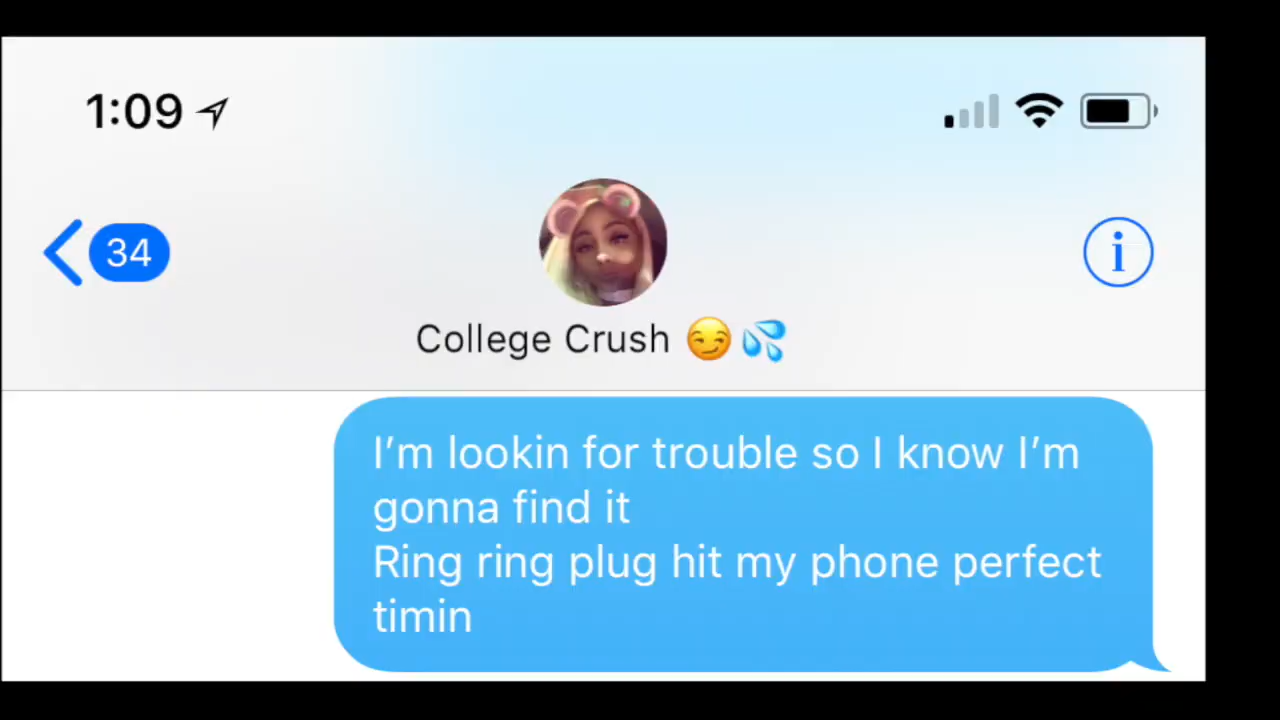 1:09
34
College Crush 😏💦
I’m lookin for trouble so I know I’m
gonna find it
Ring ring plug hit my phone perfect
timin